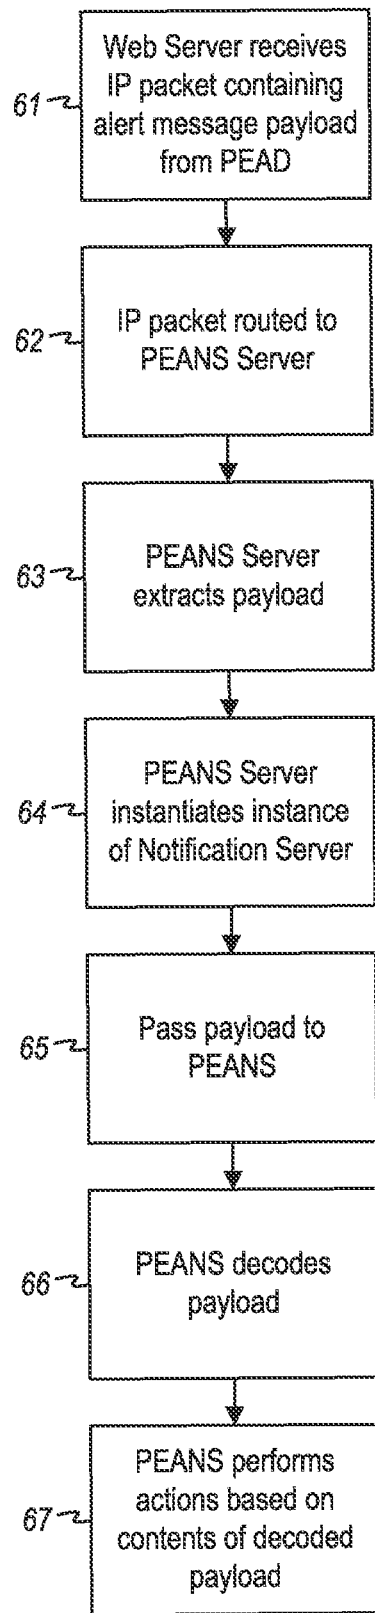 61
Web Server receives
IP packet containing
alert message payload
from PEAD
62
IP packet routed to
PEANS Server
63
PEANS Server
extracts payload
64
PEANS Server
instantiates instance
of Notification Server
65
Pass payload to
PEANS
66
PEANS decodes
payload
67
PEANS performs
actions based on
contents of decoded
payload